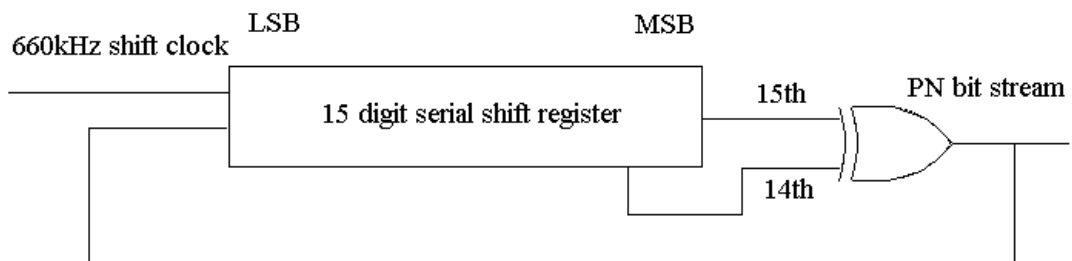 LSB
MSB
660kHz shift clock
PN bit stream
15th
15 digit serial shift register
14th